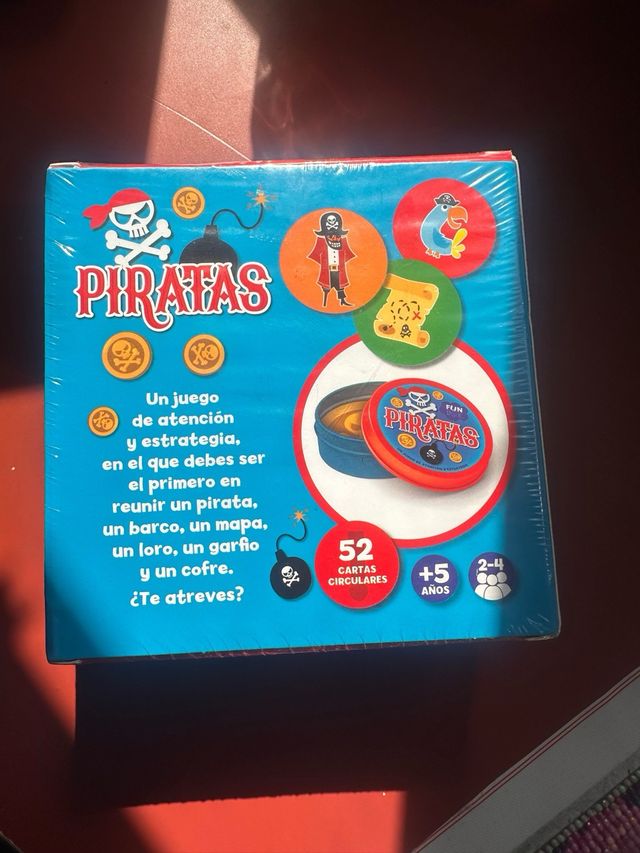 PIRATAS
Un juego
de atención
y estrategia,
en el que debes ser
el primero en
reunir un pirata,
un barco, un mapa,
un loro, un garfio
y un cofre.
¿Te atreves?
FUN
PIRATAS
52
CARTAS
CIRCULARES
+5
AÑOS
2-4